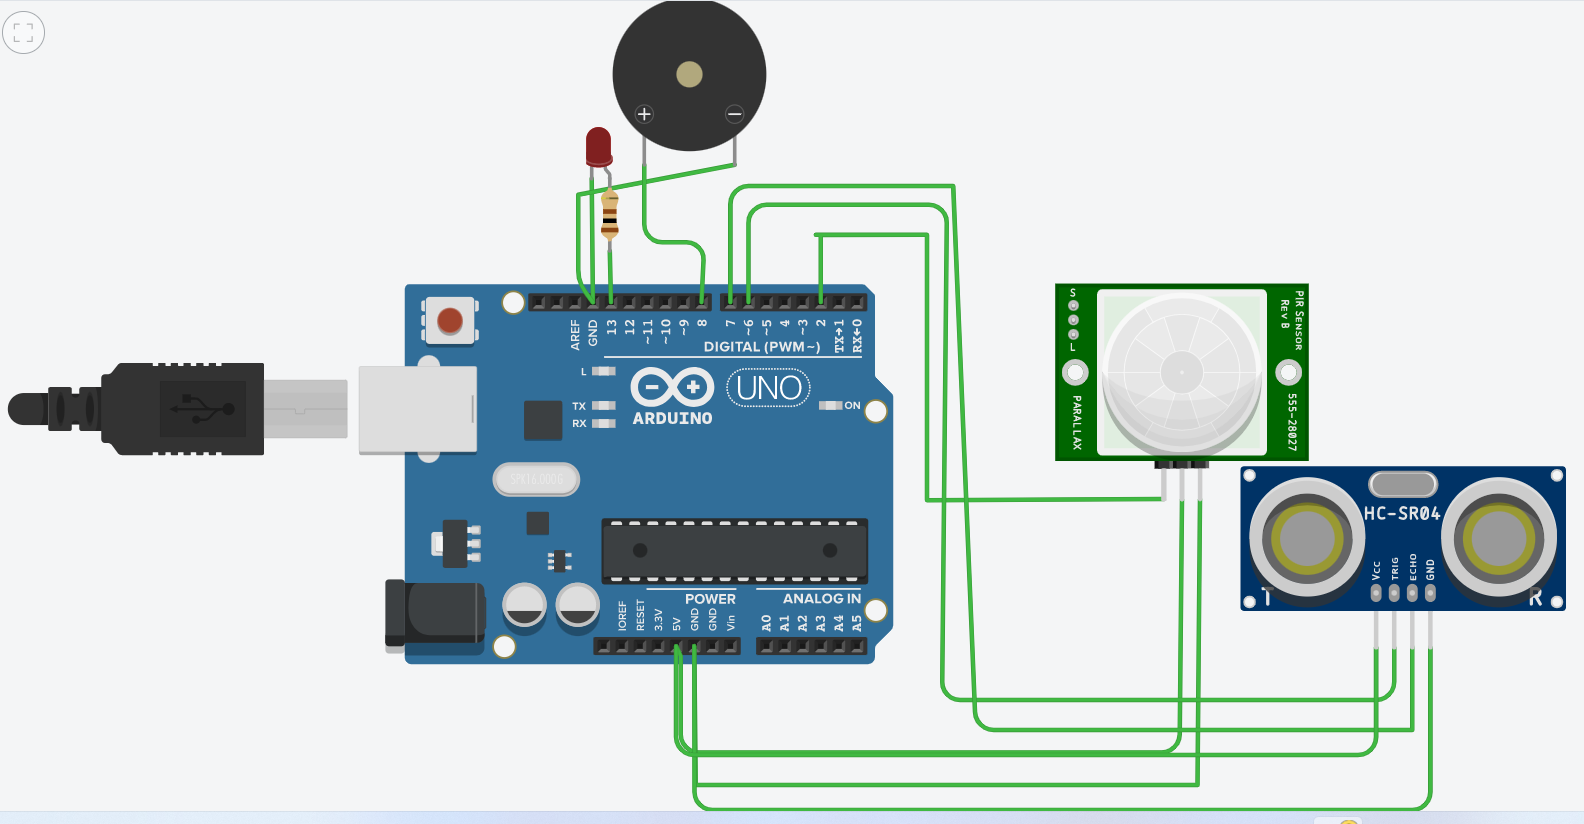 AREF
GND
13
12
~11
~10
~9
8
7
~6
~5
4
~3
2
TX→1
RX←0
DIGITAL (PWM~)
L
TX
RX
ARDUINO
UNO
ON
IOREF
RESET
3.3V
5V
GND
GND
Vin
POWER
ANALOG IN
A0
A1
A2
A3
A4
A5
S
L
PARALLAX
PIR SENSOR
REV B
555-28027
HC-SR04
VCC
TRIG
ECHO
GND
T
R